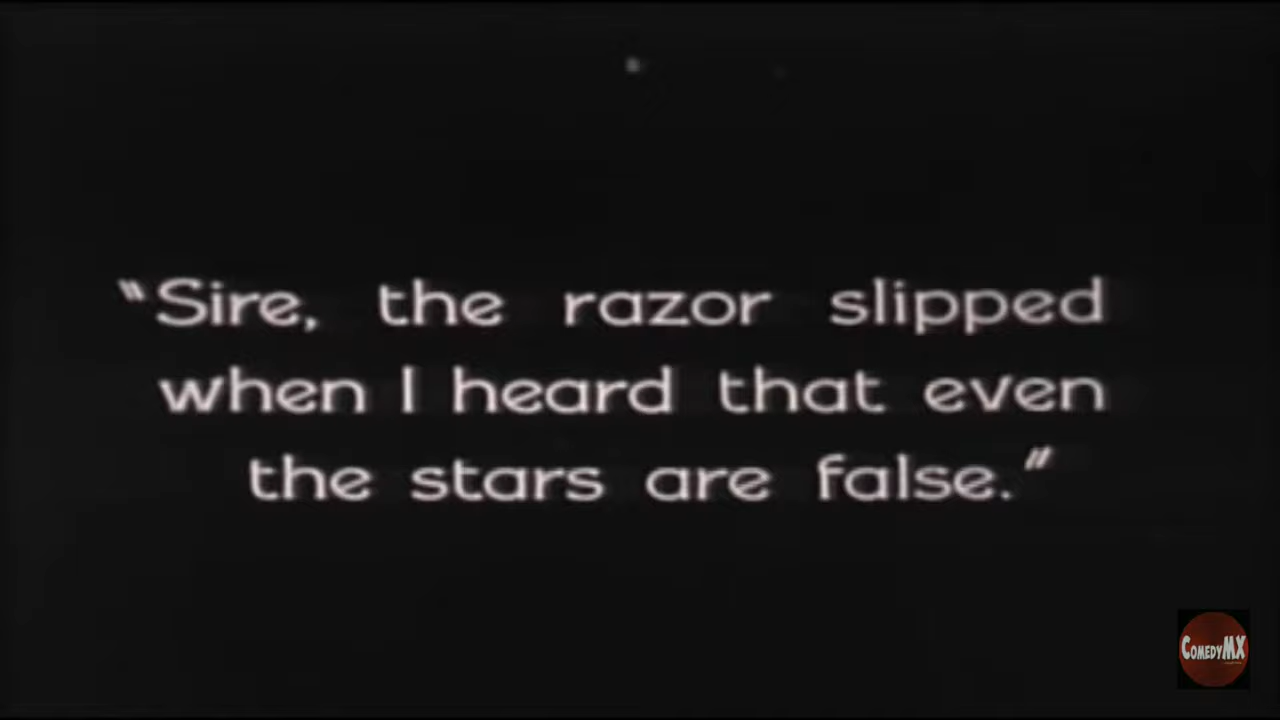 "Sire, the razor slipped
when I heard that even
the stars are false."
COMEDYMX